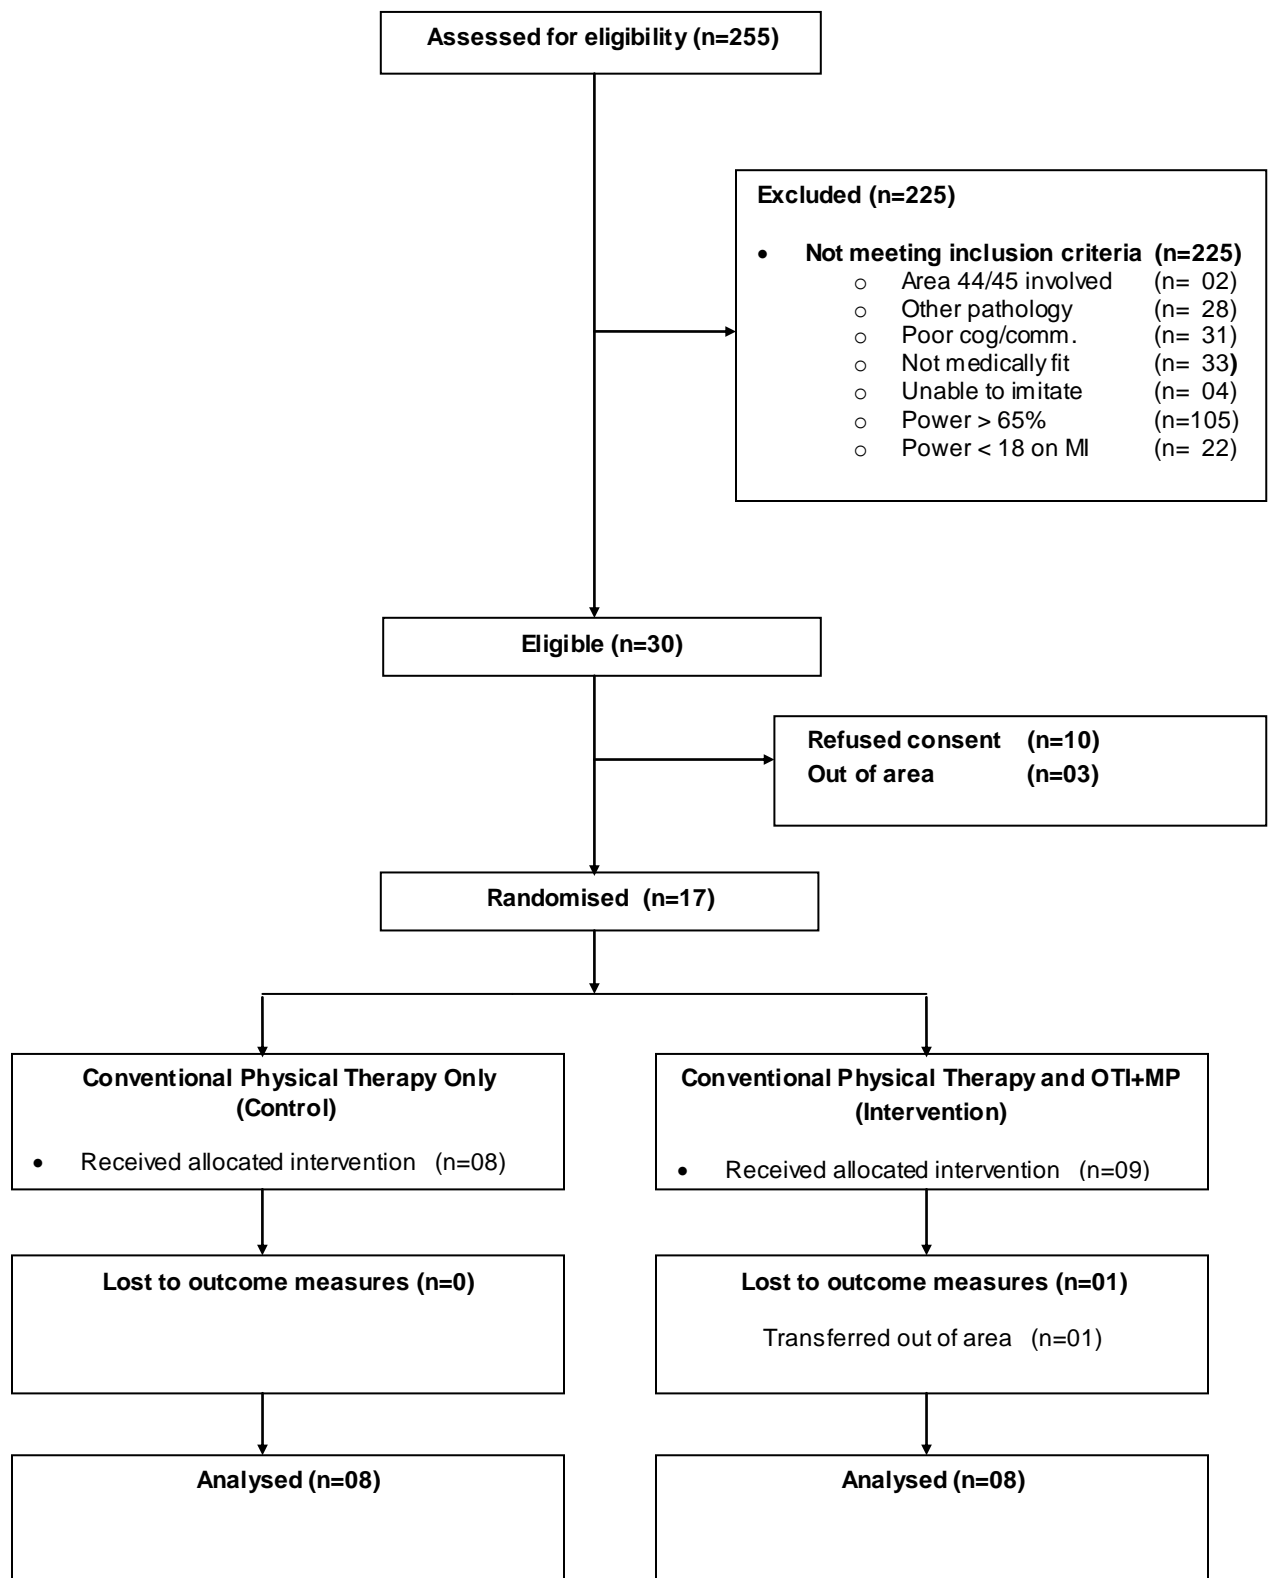 Assessed for eligibility (n=255)
Excluded (n=225)
• Not meeting inclusion criteria (n=225)
o Area 44/45 involved (n= 02)
o Other pathology (n= 28)
o Poor cog/comm. (n= 31)
o Not medically fit (n= 33)
o Unable to imitate (n= 04)
o Power > 65% (n=105)
o Power < 18 on MI (n= 22)
Eligible (n=30)
Refused consent (n=10)
Out of area (n=03)
Randomised (n=17)
Conventional Physical Therapy Only
(Control)
• Received allocated intervention (n=08)
Conventional Physical Therapy and OTI+MP
(Intervention)
• Received allocated intervention (n=09)
Lost to outcome measures (n=0)
Lost to outcome measures (n=01)
Transferred out of area (n=01)
Analysed (n=08)
Analysed (n=08)